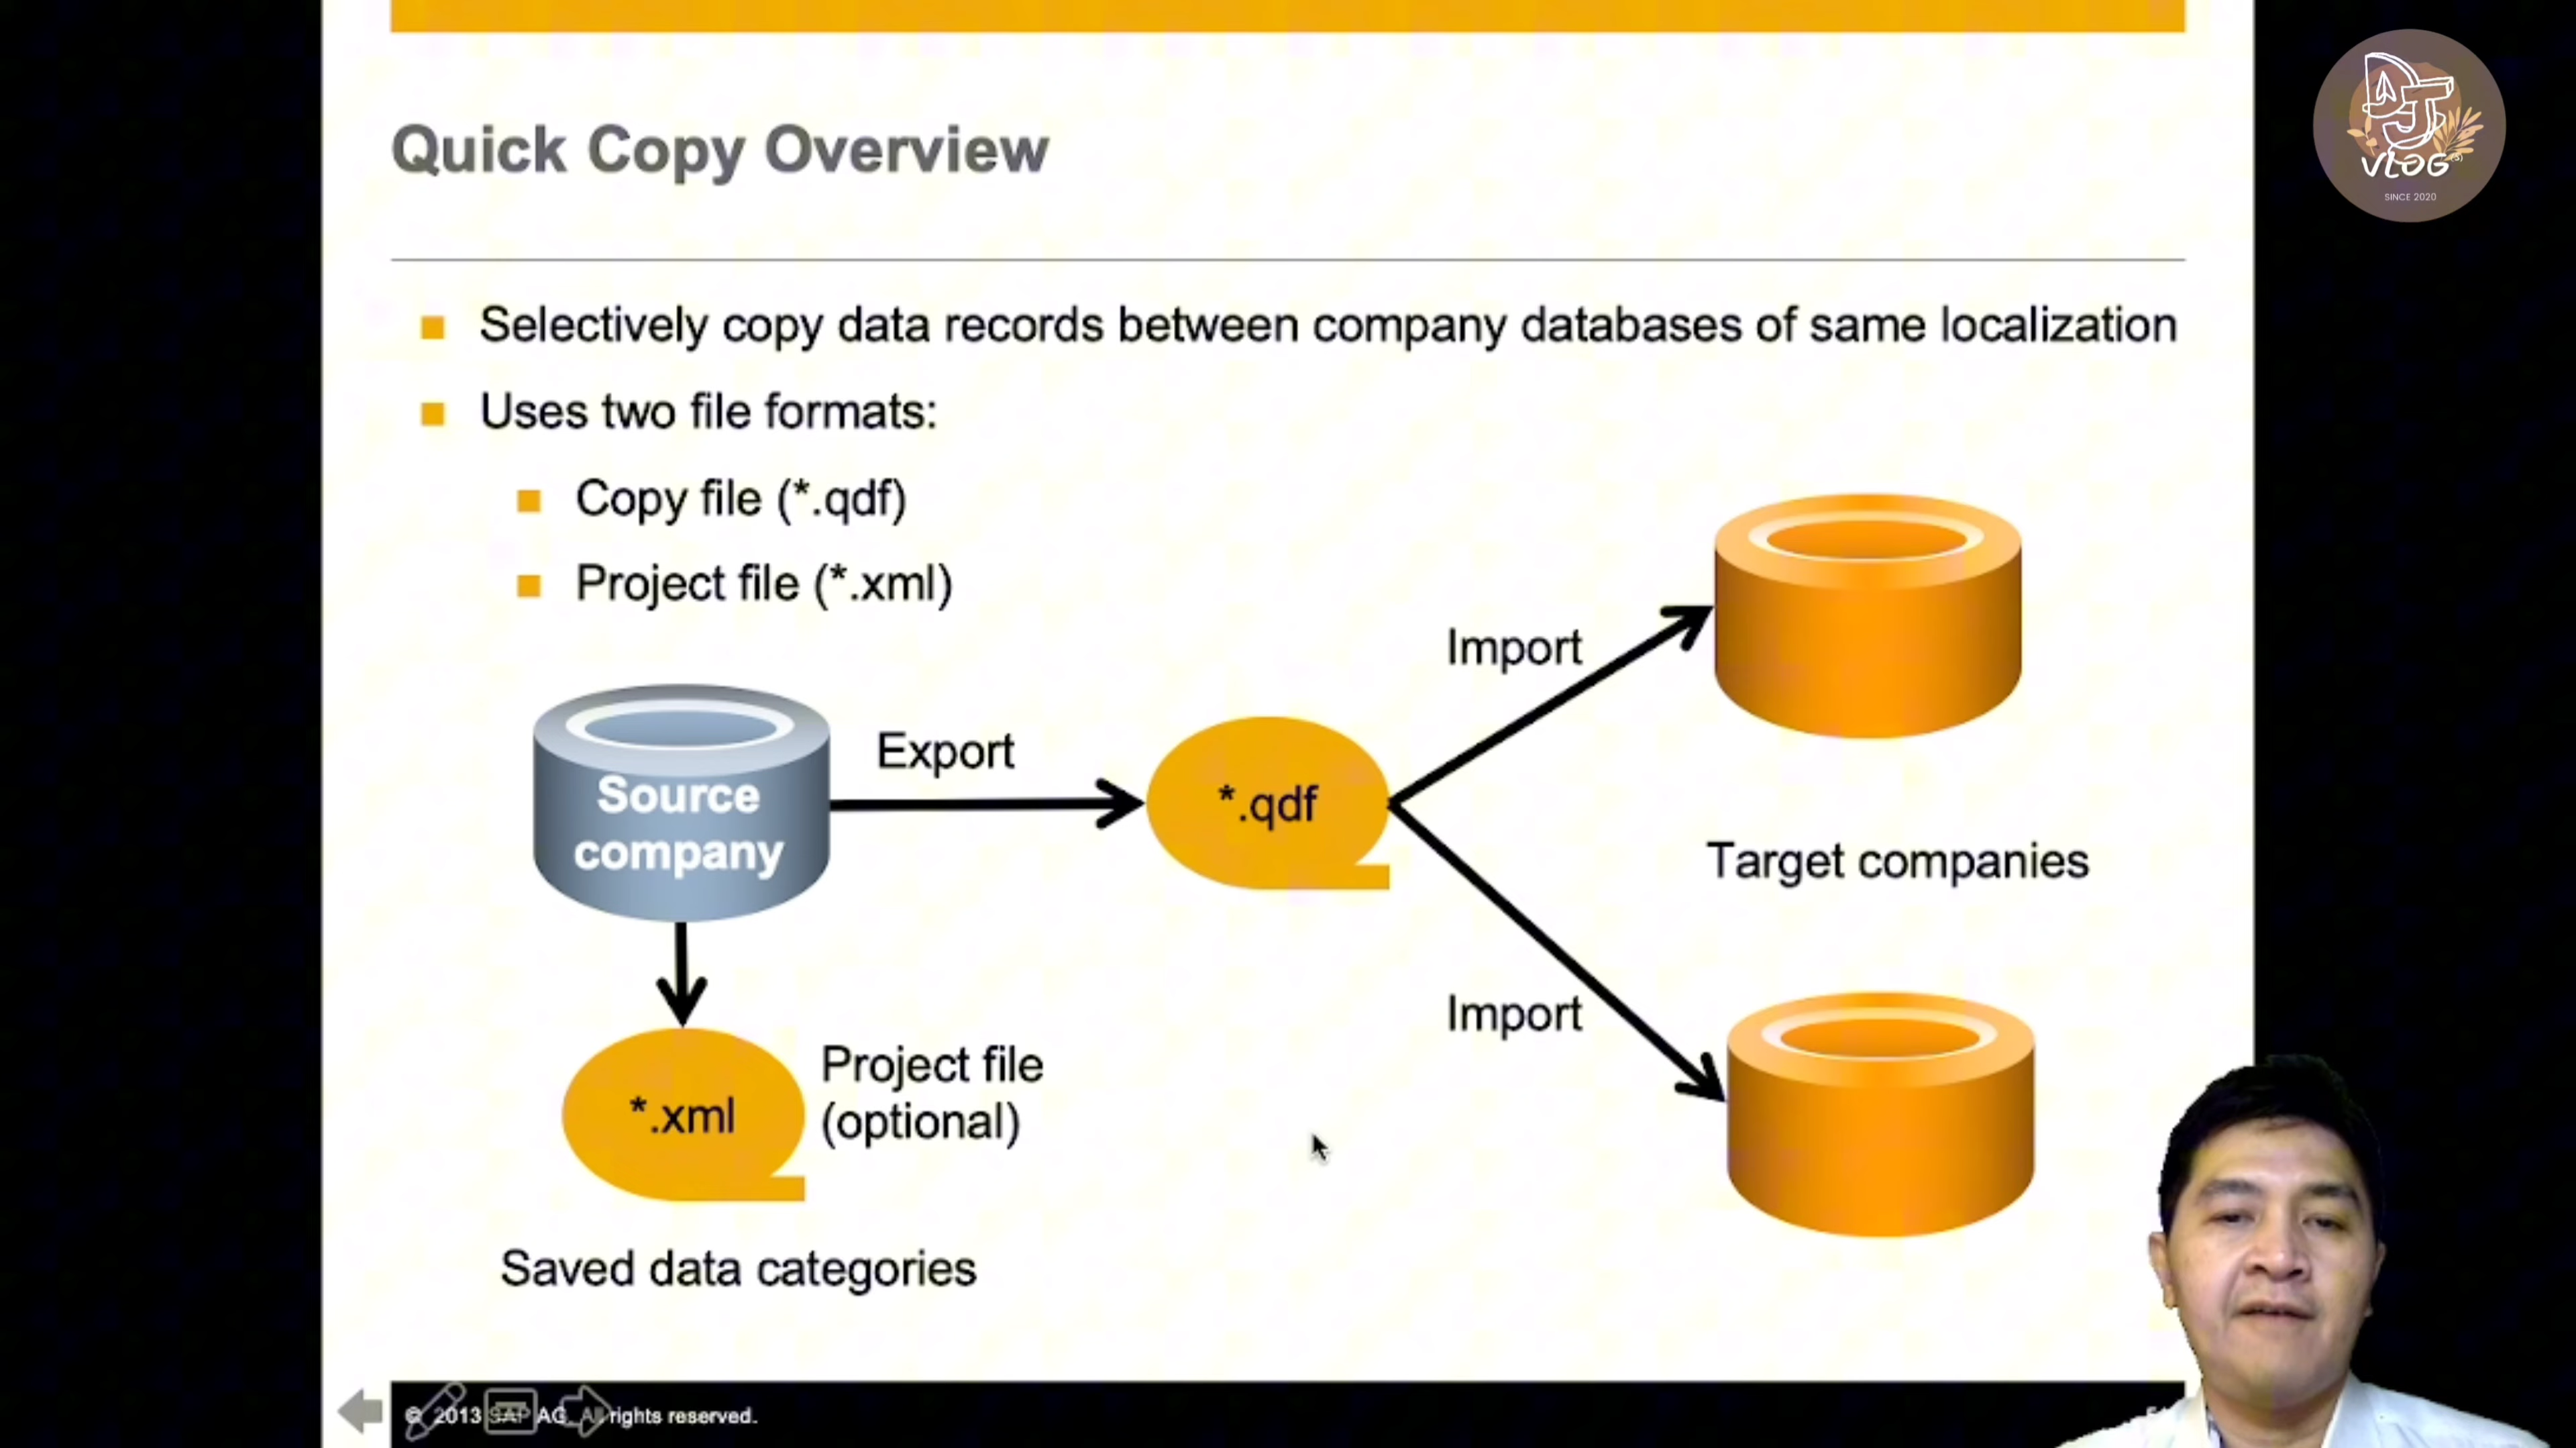 DJ
VLOG(s)
SINCE 2020
Quick Copy Overview
Selectively copy data records between company databases of same localization
Uses two file formats:
Copy file (*.qdf)
Project file (*.xml)
Import
Export
Source
company
*.qdf
Target companies
Import
Project file
(optional)
*.xml
Saved data categories
© 2013 SAP AG. All rights reserved.